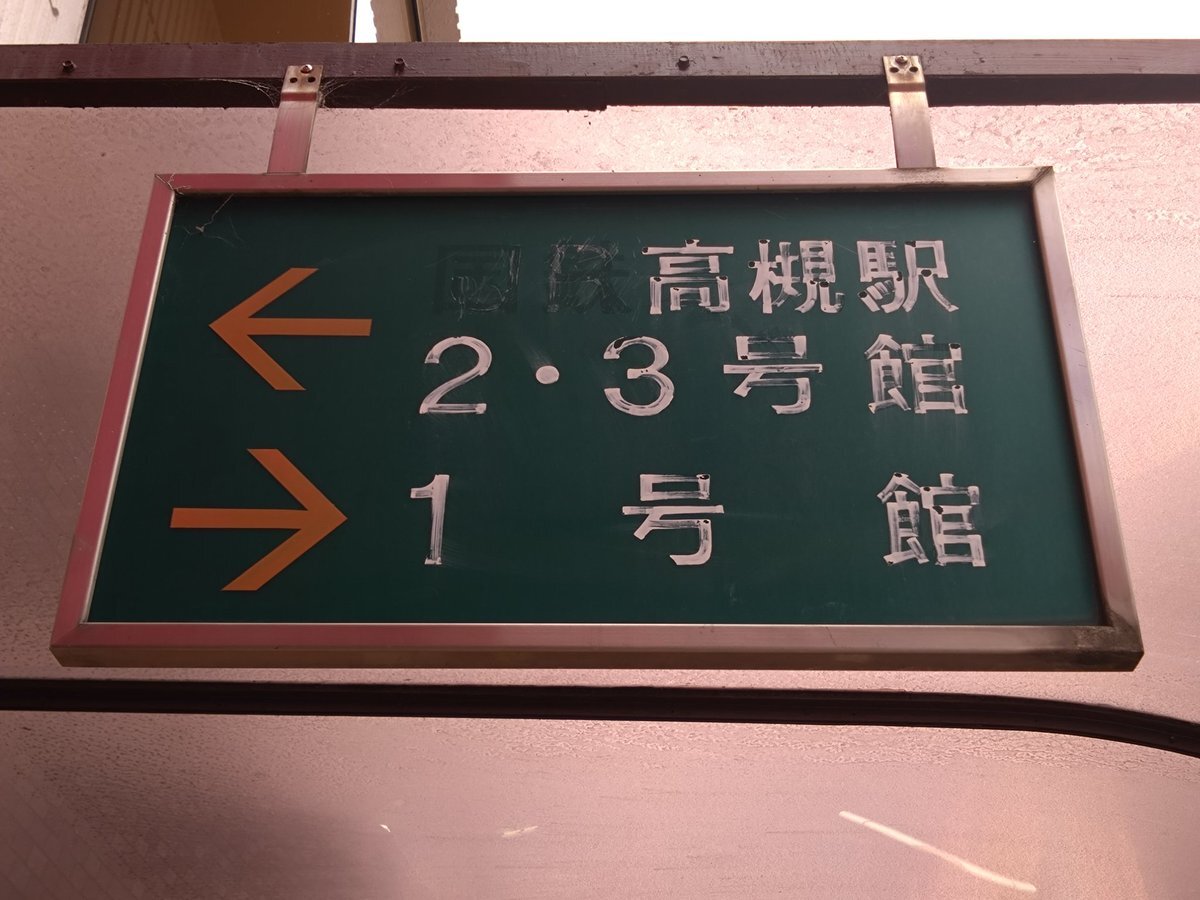 ← 国鉄高槻駅
2・3号館
→ 1号館